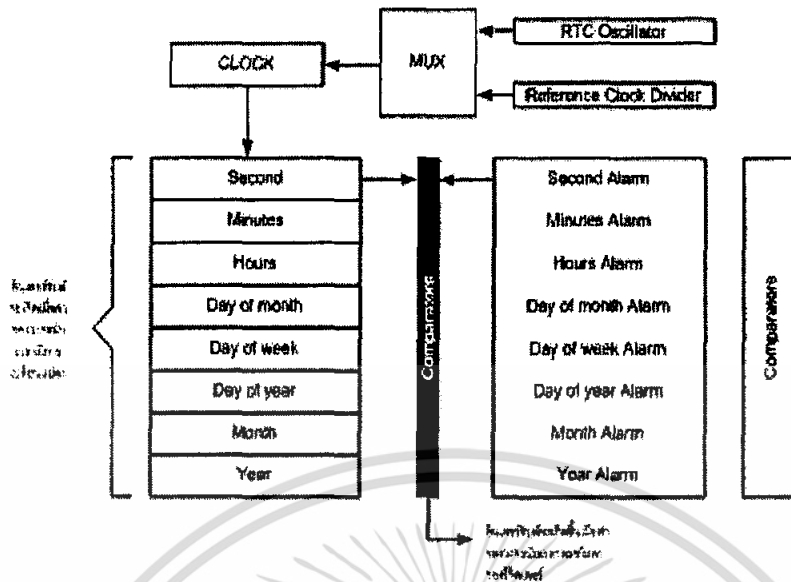 RTC Oscillator
CLOCK
MUX
Reference Clock Divider
Second
Second Alarm
Minutes
Minutes Alarm
Hours
Hours Alarm
Day of month
Day of month Alarm
Day of week
Day of week Alarm
Day of year
Day of year Alarm
Month
Month Alarm
Year
Year Alarm
Comparators
Comparators